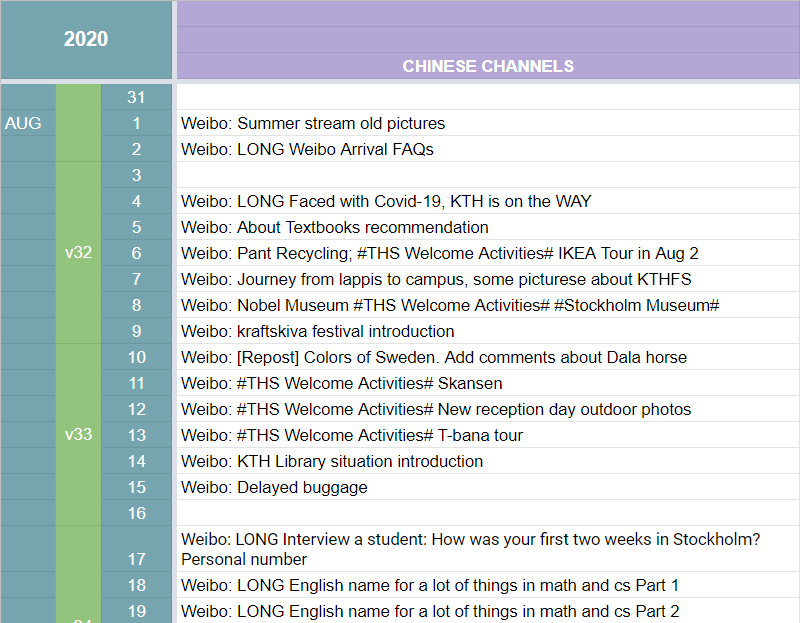 2020
CHINESE CHANNELS
31
AUG 1 Weibo: Summer stream old pictures
2 Weibo: LONG Weibo Arrival FAQs
3
4 Weibo: LONG Faced with Covid-19, KTH is on the WAY
5 Weibo: About Textbooks recommendation
v32 6 Weibo: Pant Recycling; #THS Welcome Activities# IKEA Tour in Aug 2
7 Weibo: Journey from lappis to campus, some picturese about KTHFS
8 Weibo: Nobel Museum #THS Welcome Activities# #Stockholm Museum#
9 Weibo: kraftskiva festival introduction
10 Weibo: [Repost] Colors of Sweden. Add comments about Dala horse
11 Weibo: #THS Welcome Activities# Skansen
12 Weibo: #THS Welcome Activities# New reception day outdoor photos
v33 13 Weibo: #THS Welcome Activities# T-bana tour
14 Weibo: KTH Library situation introduction
15 Weibo: Delayed buggage
16
Weibo: LONG Interview a student: How was your first two weeks in Stockholm?
17 Personal number
18 Weibo: LONG English name for a lot of things in math and cs Part 1
19 Weibo: LONG English name for a lot of things in math and cs Part 2